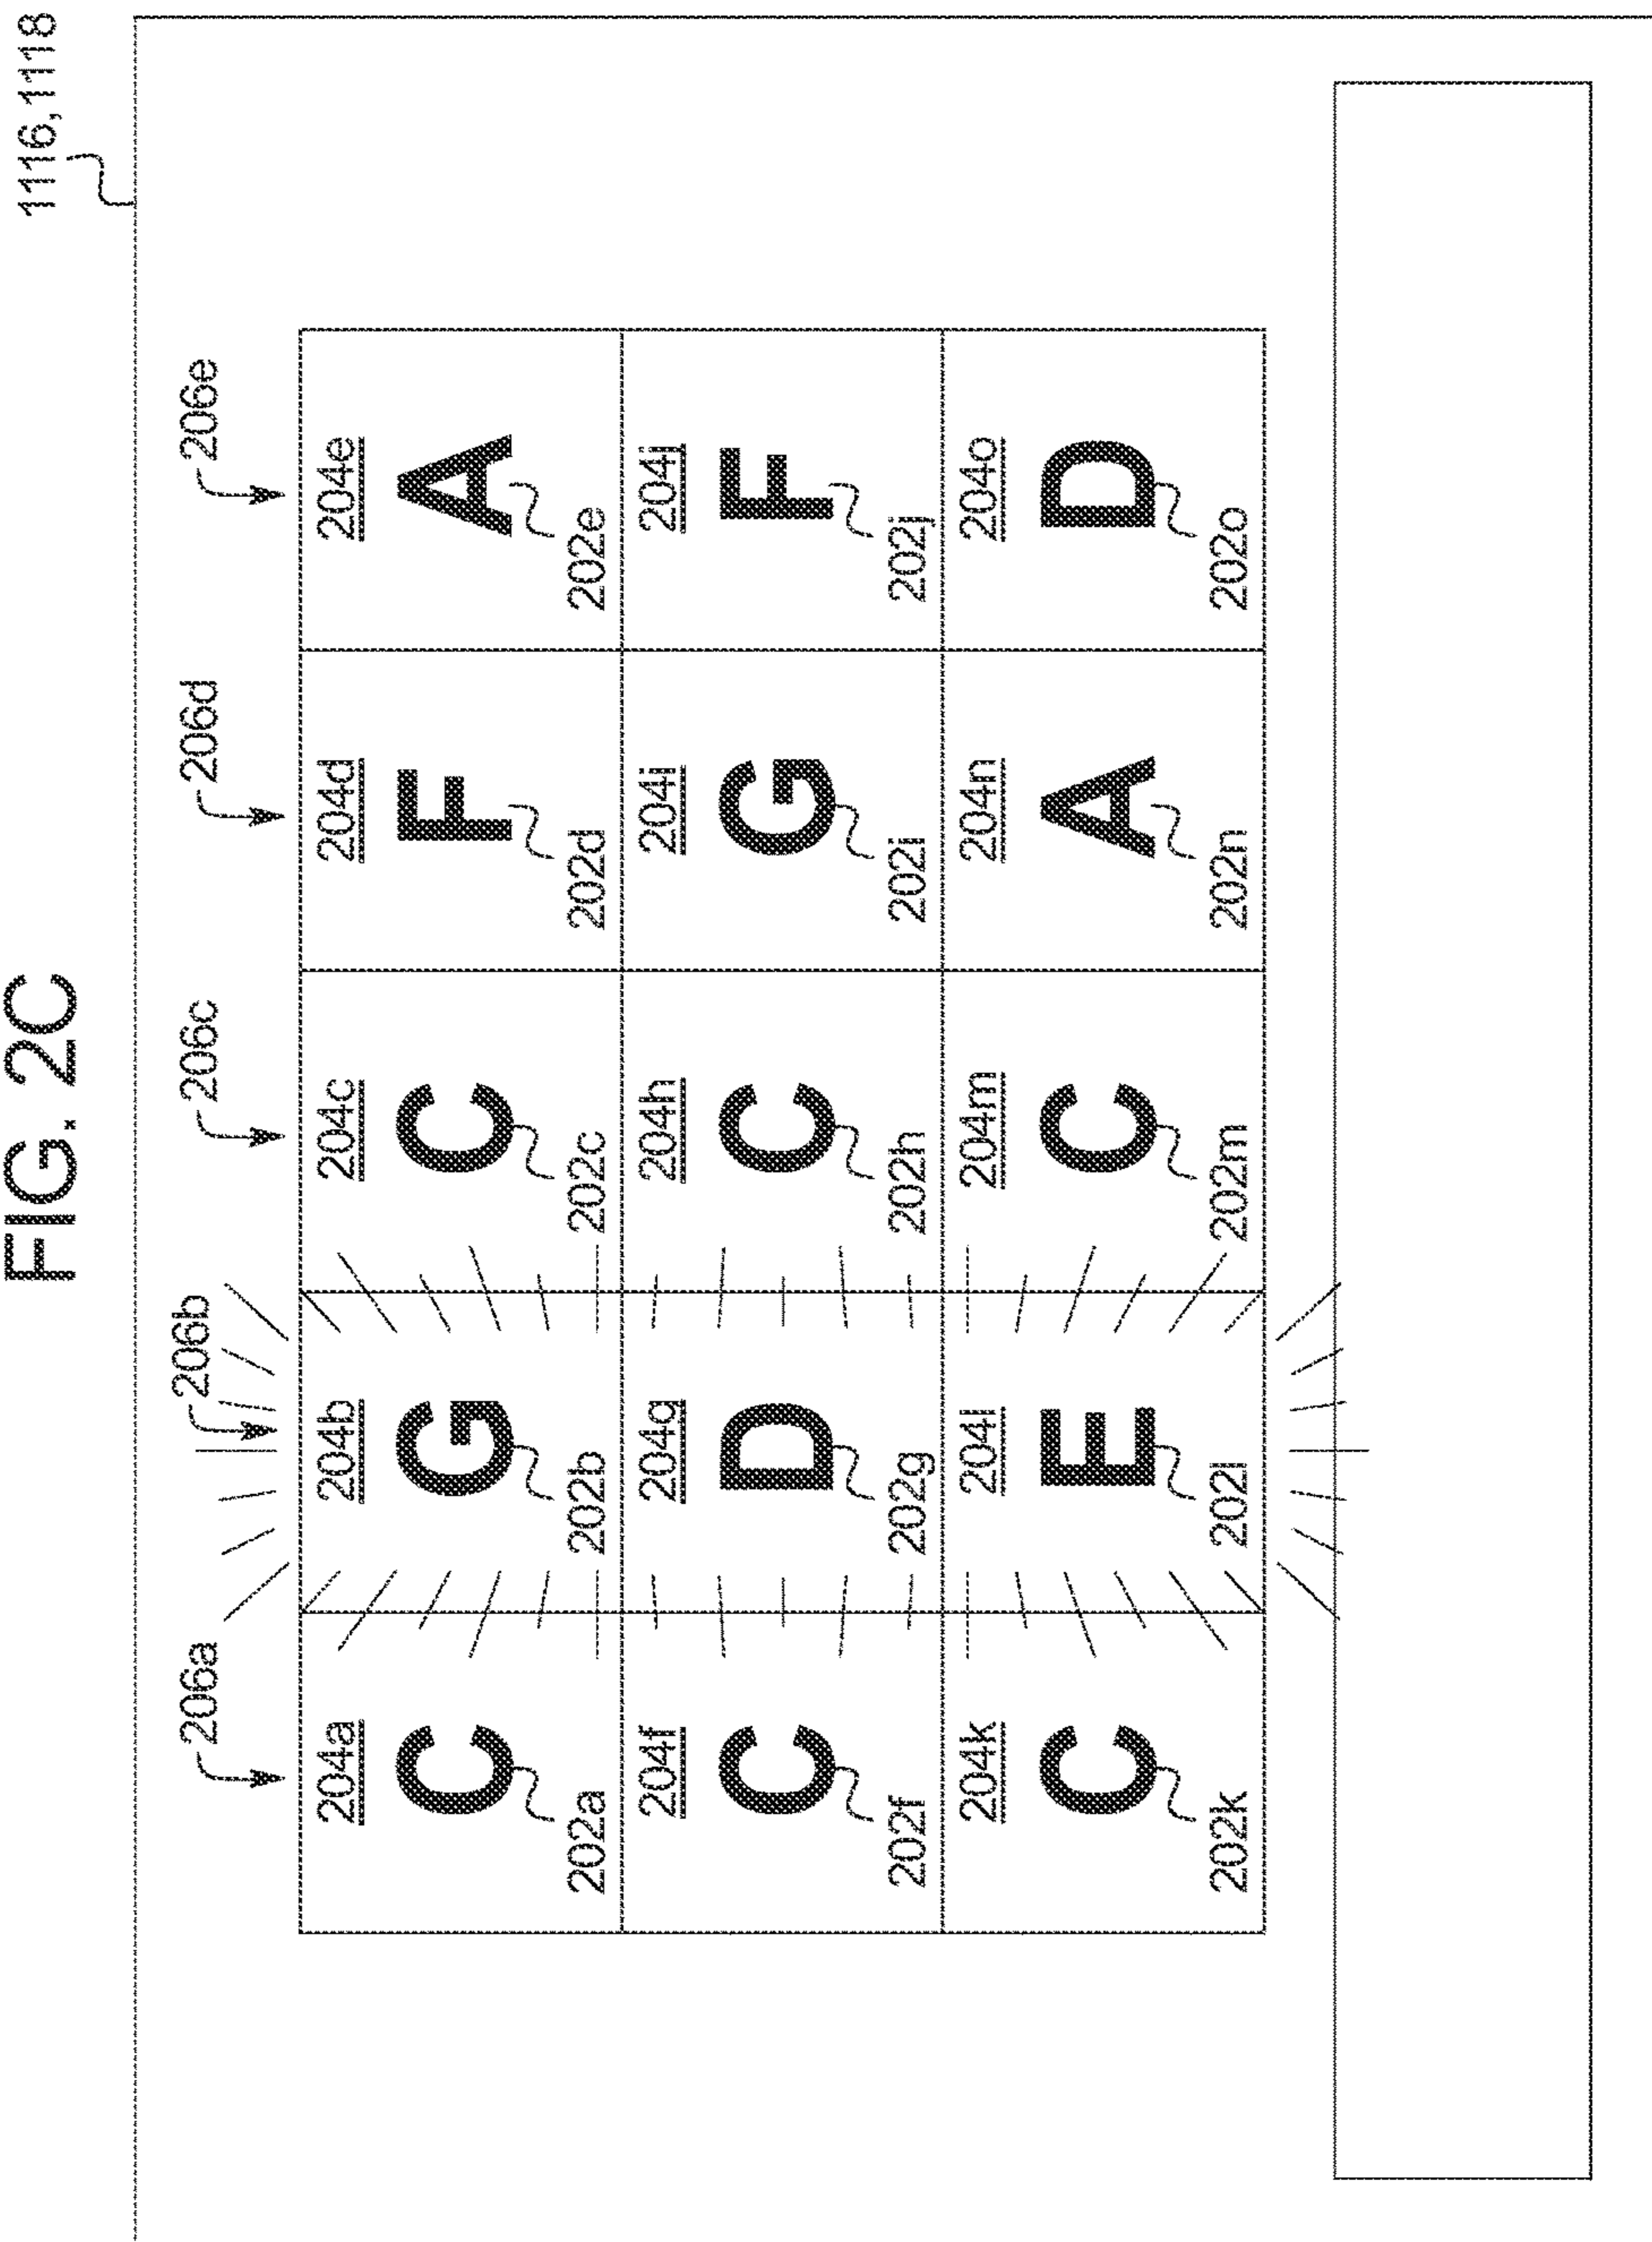 FIG. 2C
1116,1118
206a 206b 206c 206d 206e
204a 204b 204c 204d 204e
C G C F A
202a 202b 202c 202d 202e
204f 204g 204h 204i 204j
C D C G F
202f 202g 202h 202i 202j
204k 204l 204m 204n 204o
C E C A D
202k 202l 202m 202n 202o